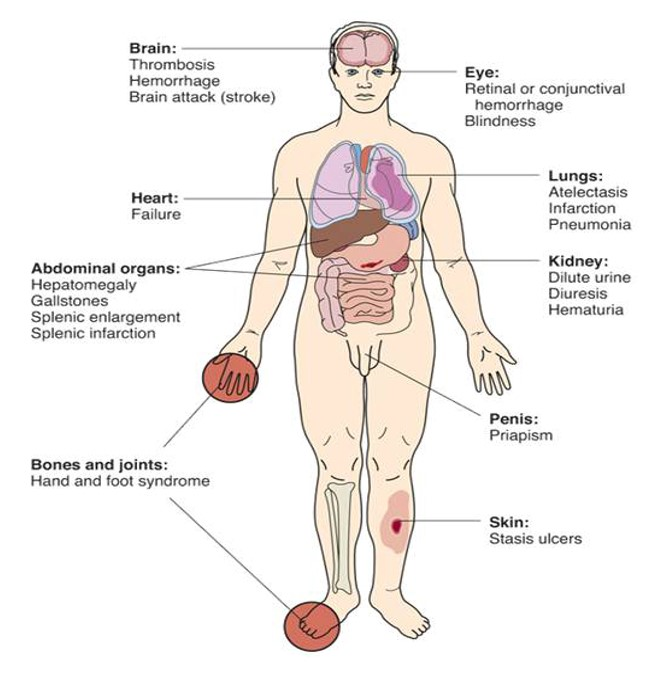 Brain:
Thrombosis
Hemorrhage
Brain attack (stroke)
Eye:
Retinal or conjunctival
hemorrhage
Blindness
Heart:
Failure
Lungs:
Atelectasis
Infarction
Pneumonia
Abdominal organs:
Hepatomegaly
Gallstones
Splenic enlargement
Splenic infarction
Kidney:
Dilute urine
Diuresis
Hematuria
Penis:
Priapism
Bones and joints:
Hand and foot syndrome
Skin:
Stasis ulcers